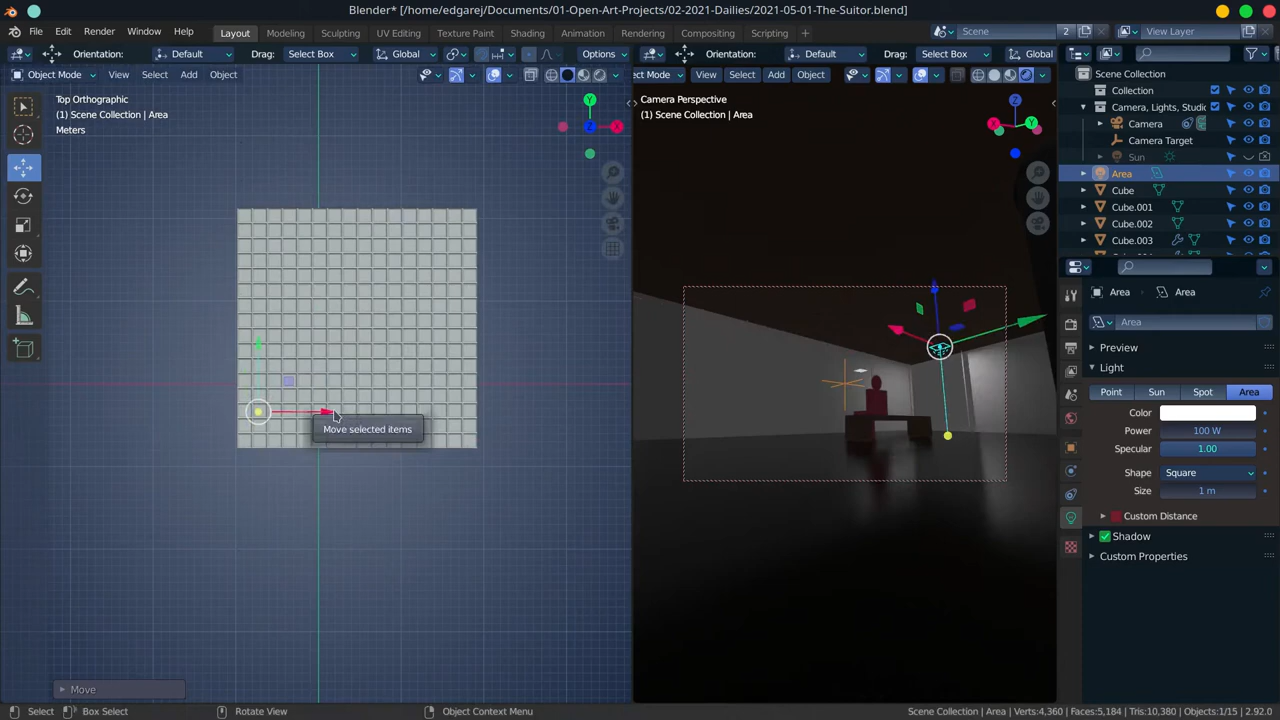 Blender* [/home/edgarej/Documents/01-Open-Art-Projects/02-2021-Dailies/2021-05-01-The-Suitor.blend]
File Edit Render Window Help Layout Modeling Sculpting UV Editing Texture Paint Shading Animation Rendering Compositing Scripting + Scene 2 View Layer
Orientation: Default Drag: Select Box Global Options
Orientation: Default Drag: Select Box Global
Object Mode View Select Add Object
ect Mode View Select Add Object
Top Orthographic
(1) Scene Collection | Area
Meters
Y
Z
X
Move selected items
Move
Camera Perspective
(1) Scene Collection | Area
Z
X
Y
Scene Collection
Collection
Camera, Lights, Studio
Camera
Camera Target
Sun
Area
Cube
Cube.001
Cube.002
Cube.003
Area Area
Area
Preview
Light
Point Sun Spot Area
Color
Power 100 W
Specular 1.00
Shape Square
Size 1 m
Custom Distance
Shadow
Custom Properties
Select Box Select Rotate View Object Context Menu Scene Collection | Area | Verts:4,360 | Faces:5,184 | Tris:10,380 | Objects:1/15 | 2.92.0